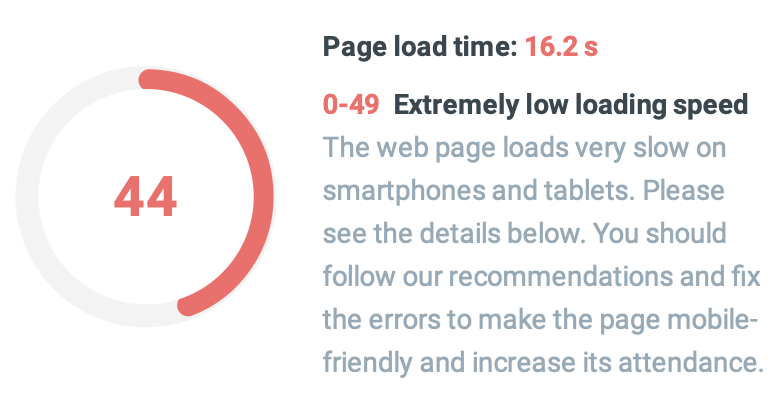 44
Page load time: 16.2 s
0-49 Extremely low loading speed
The web page loads very slow on
smartphones and tablets. Please
see the details below. You should
follow our recommendations and fix
the errors to make the page mobile-
friendly and increase its attendance.